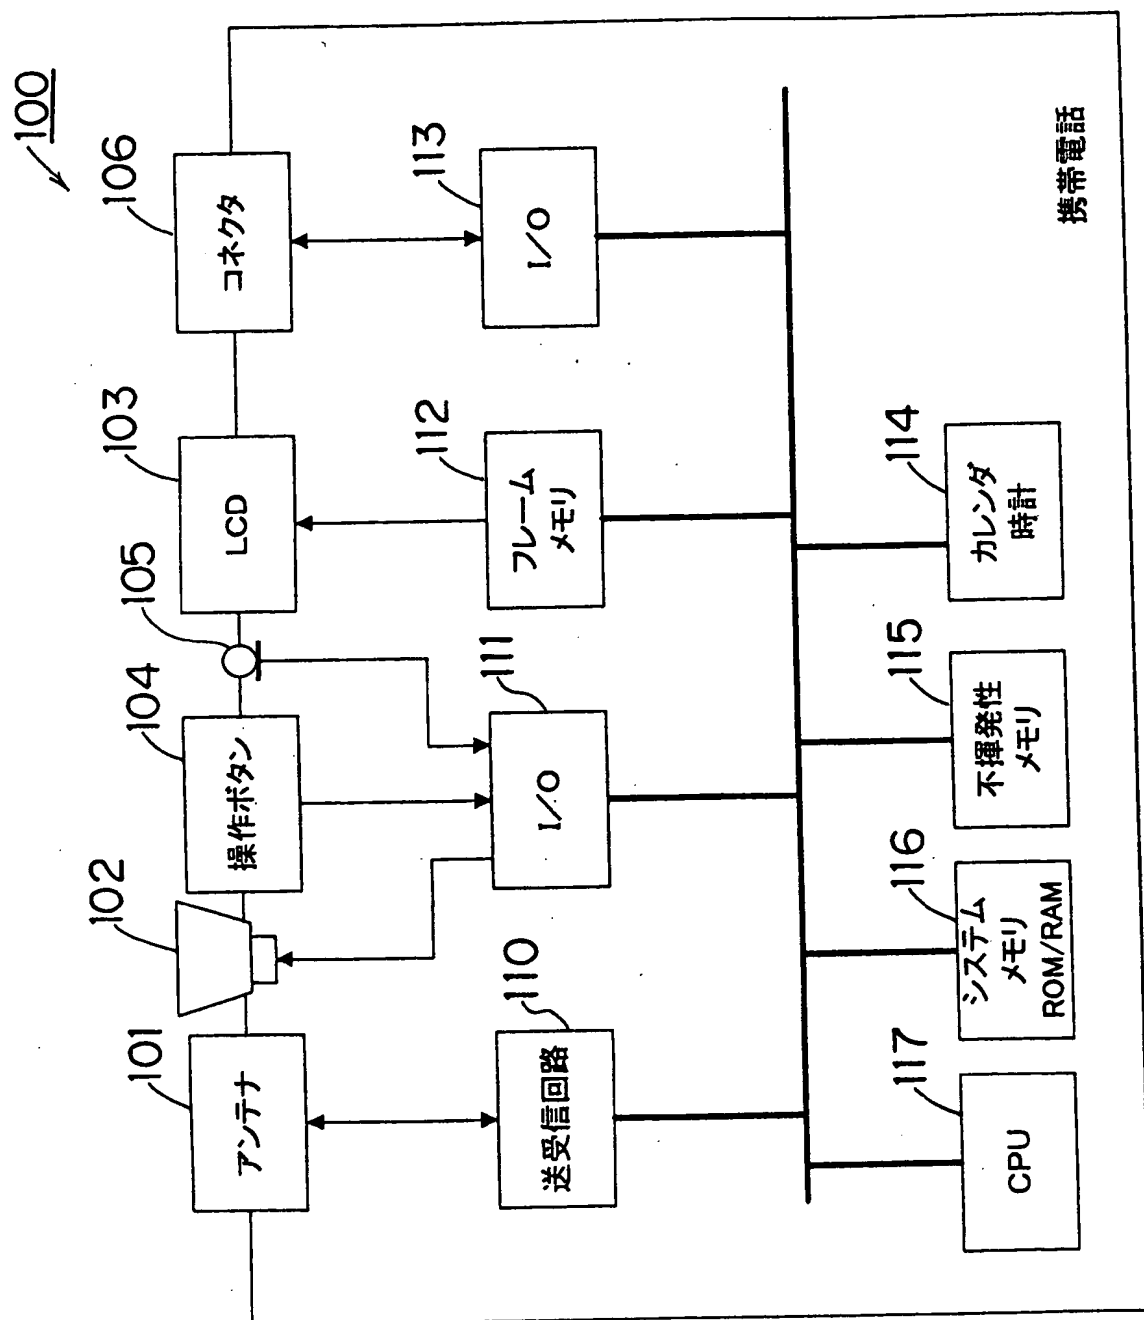 100
101
102
104
105
103
106
アンテナ
操作ボタン
LCD
コネクタ
110
111
112
113
送受信回路
I/O
フレーム
メモリ
I/O
117
116
115
114
CPU
システム
メモリ
ROM/RAM
不揮発性
メモリ
カレンダ
時計
携帯電話